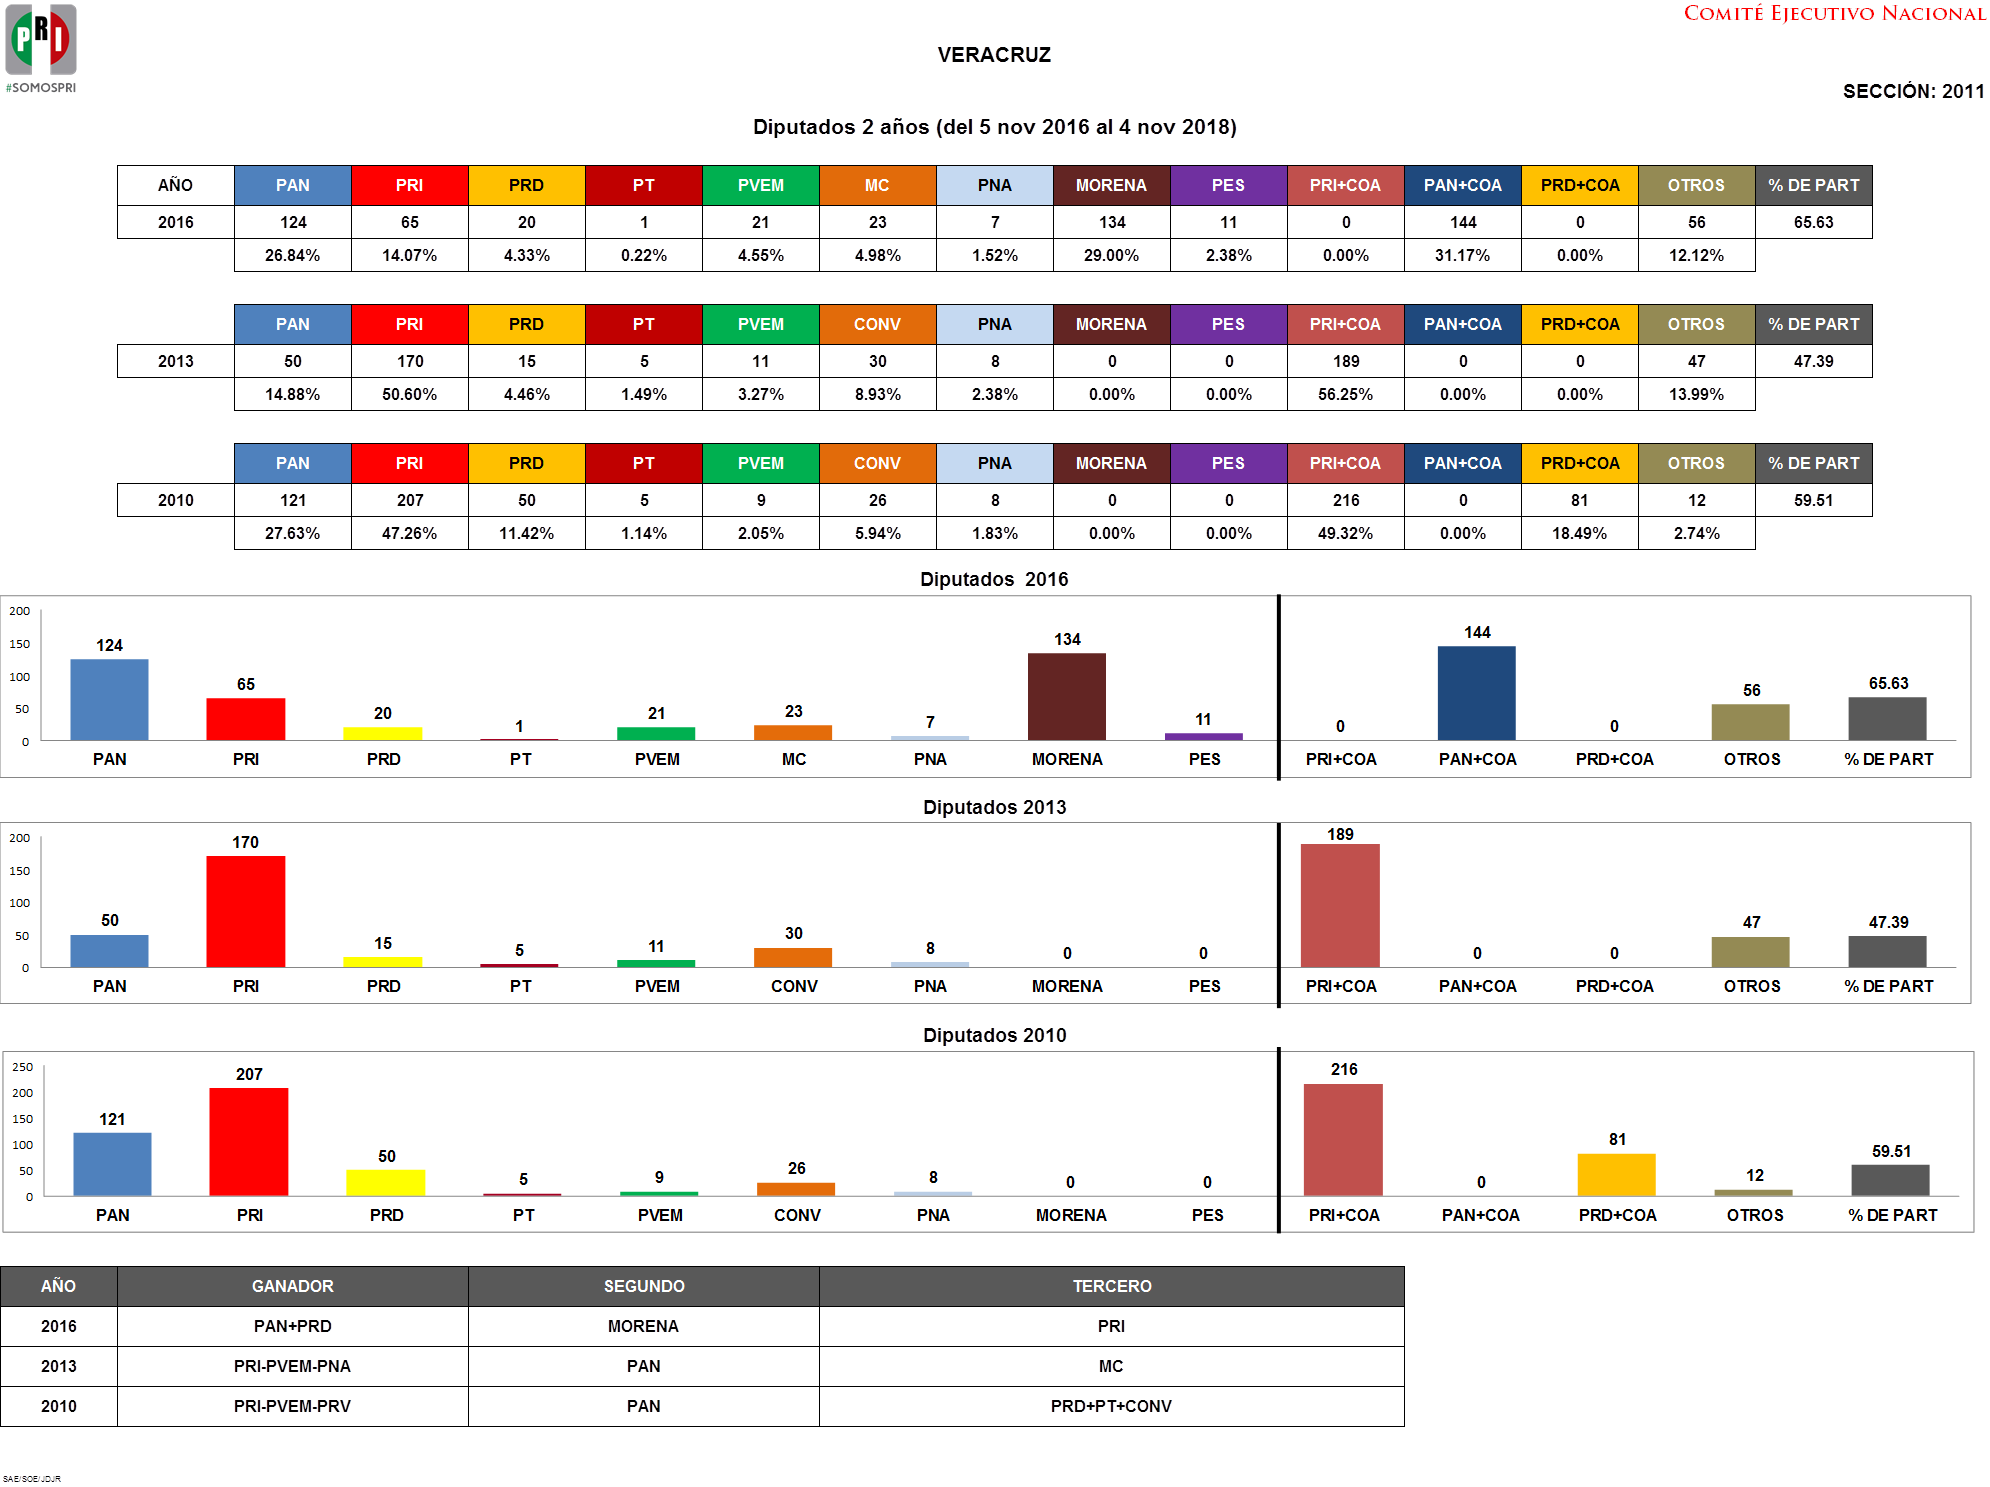 COMITÉ EJECUTIVO NACIONAL
PRI
#SOMOSPRI
VERACRUZ
SECCIÓN: 2011
Diputados 2 años (del 5 nov 2016 al 4 nov 2018)
AÑO PAN PRI PRD PT PVEM MC PNA MORENA PES PRI+COA PAN+COA PRD+COA OTROS % DE PART
2016 124 65 20 1 21 23 7 134 11 0 144 0 56 65.63
26.84% 14.07% 4.33% 0.22% 4.55% 4.98% 1.52% 29.00% 2.38% 0.00% 31.17% 0.00% 12.12%
PAN PRI PRD PT PVEM CONV PNA MORENA PES PRI+COA PAN+COA PRD+COA OTROS % DE PART
2013 50 170 15 5 11 30 8 0 0 189 0 0 47 47.39
14.88% 50.60% 4.46% 1.49% 3.27% 8.93% 2.38% 0.00% 0.00% 56.25% 0.00% 0.00% 13.99%
PAN PRI PRD PT PVEM CONV PNA MORENA PES PRI+COA PAN+COA PRD+COA OTROS % DE PART
2010 121 207 50 5 9 26 8 0 0 216 0 81 12 59.51
27.63% 47.26% 11.42% 1.14% 2.05% 5.94% 1.83% 0.00% 0.00% 49.32% 0.00% 18.49% 2.74%
Diputados 2016
200
150
100
50
0
124 65 20 1 21 23 7 134 11 0 144 0 56 65.63
PAN PRI PRD PT PVEM MC PNA MORENA PES PRI+COA PAN+COA PRD+COA OTROS % DE PART
Diputados 2013
200
150
100
50
0
50 170 15 5 11 30 8 0 0 189 0 0 47 47.39
PAN PRI PRD PT PVEM CONV PNA MORENA PES PRI+COA PAN+COA PRD+COA OTROS % DE PART
Diputados 2010
250
200
150
100
50
0
121 207 50 5 9 26 8 0 0 216 0 81 12 59.51
PAN PRI PRD PT PVEM CONV PNA MORENA PES PRI+COA PAN+COA PRD+COA OTROS % DE PART
AÑO GANADOR SEGUNDO TERCERO
2016 PAN+PRD MORENA PRI
2013 PRI-PVEM-PNA PAN MC
2010 PRI-PVEM-PRV PAN PRD+PT+CONV
SAE/SOE/JDJR